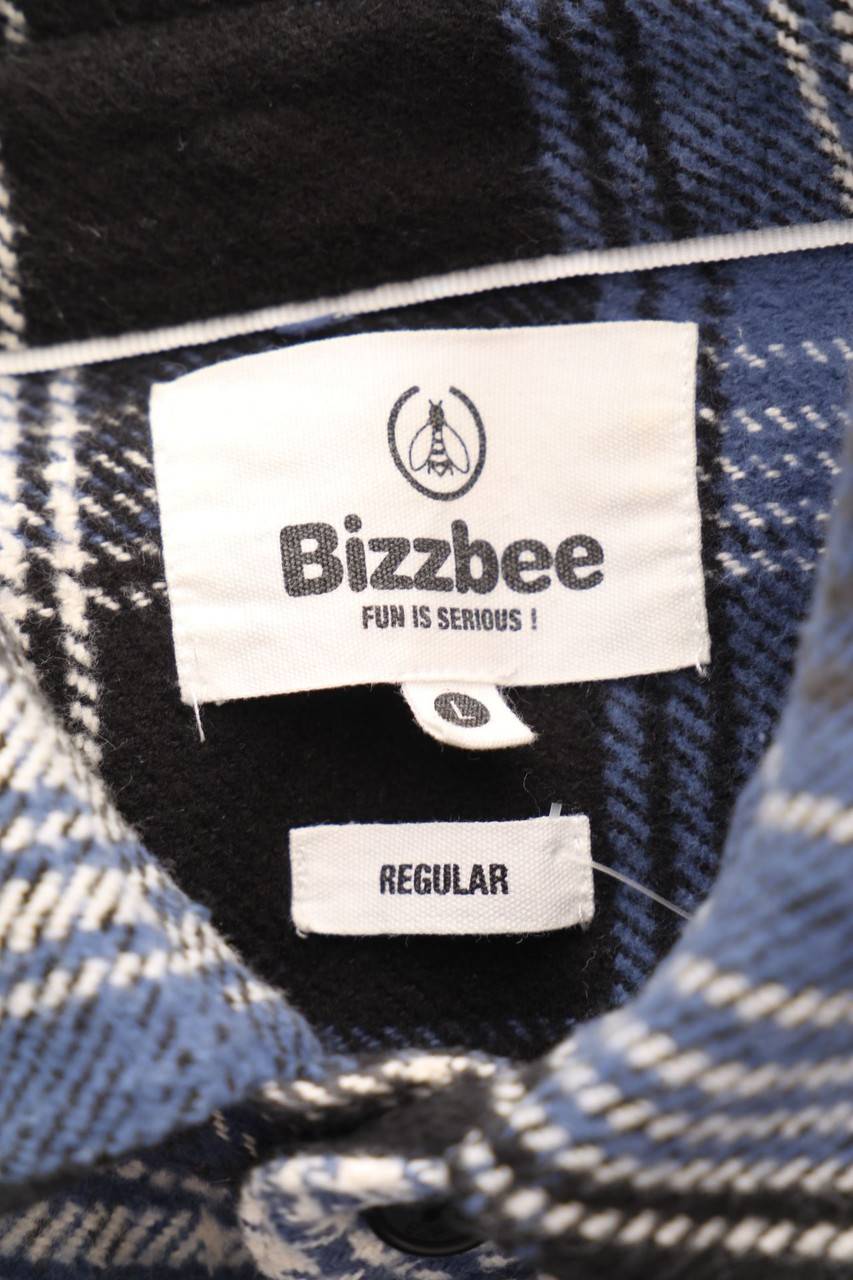 Bizzbee
FUN IS SERIOUS !
L
REGULAR